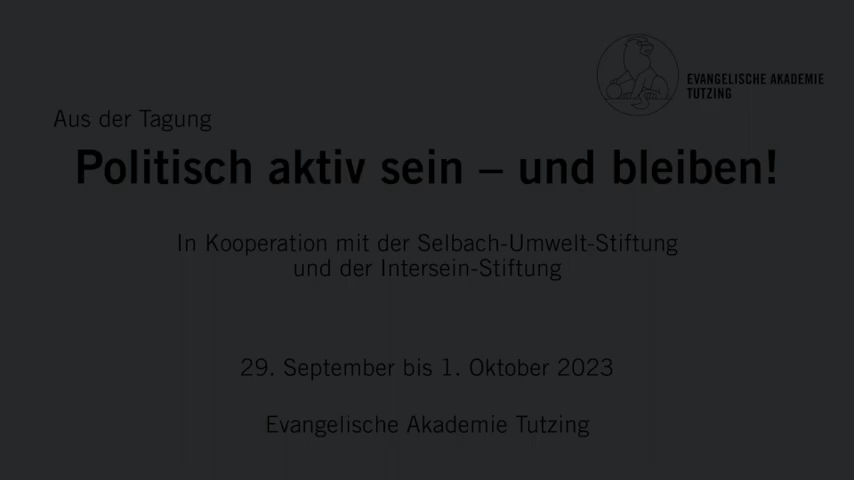 EVANGELISCHE AKADEMIE
TUTZING
Aus der Tagung
Politisch aktiv sein – und bleiben!
In Kooperation mit der Selbach-Umwelt-Stiftung
und der Intersein-Stiftung
29. September bis 1. Oktober 2023
Evangelische Akademie Tutzing